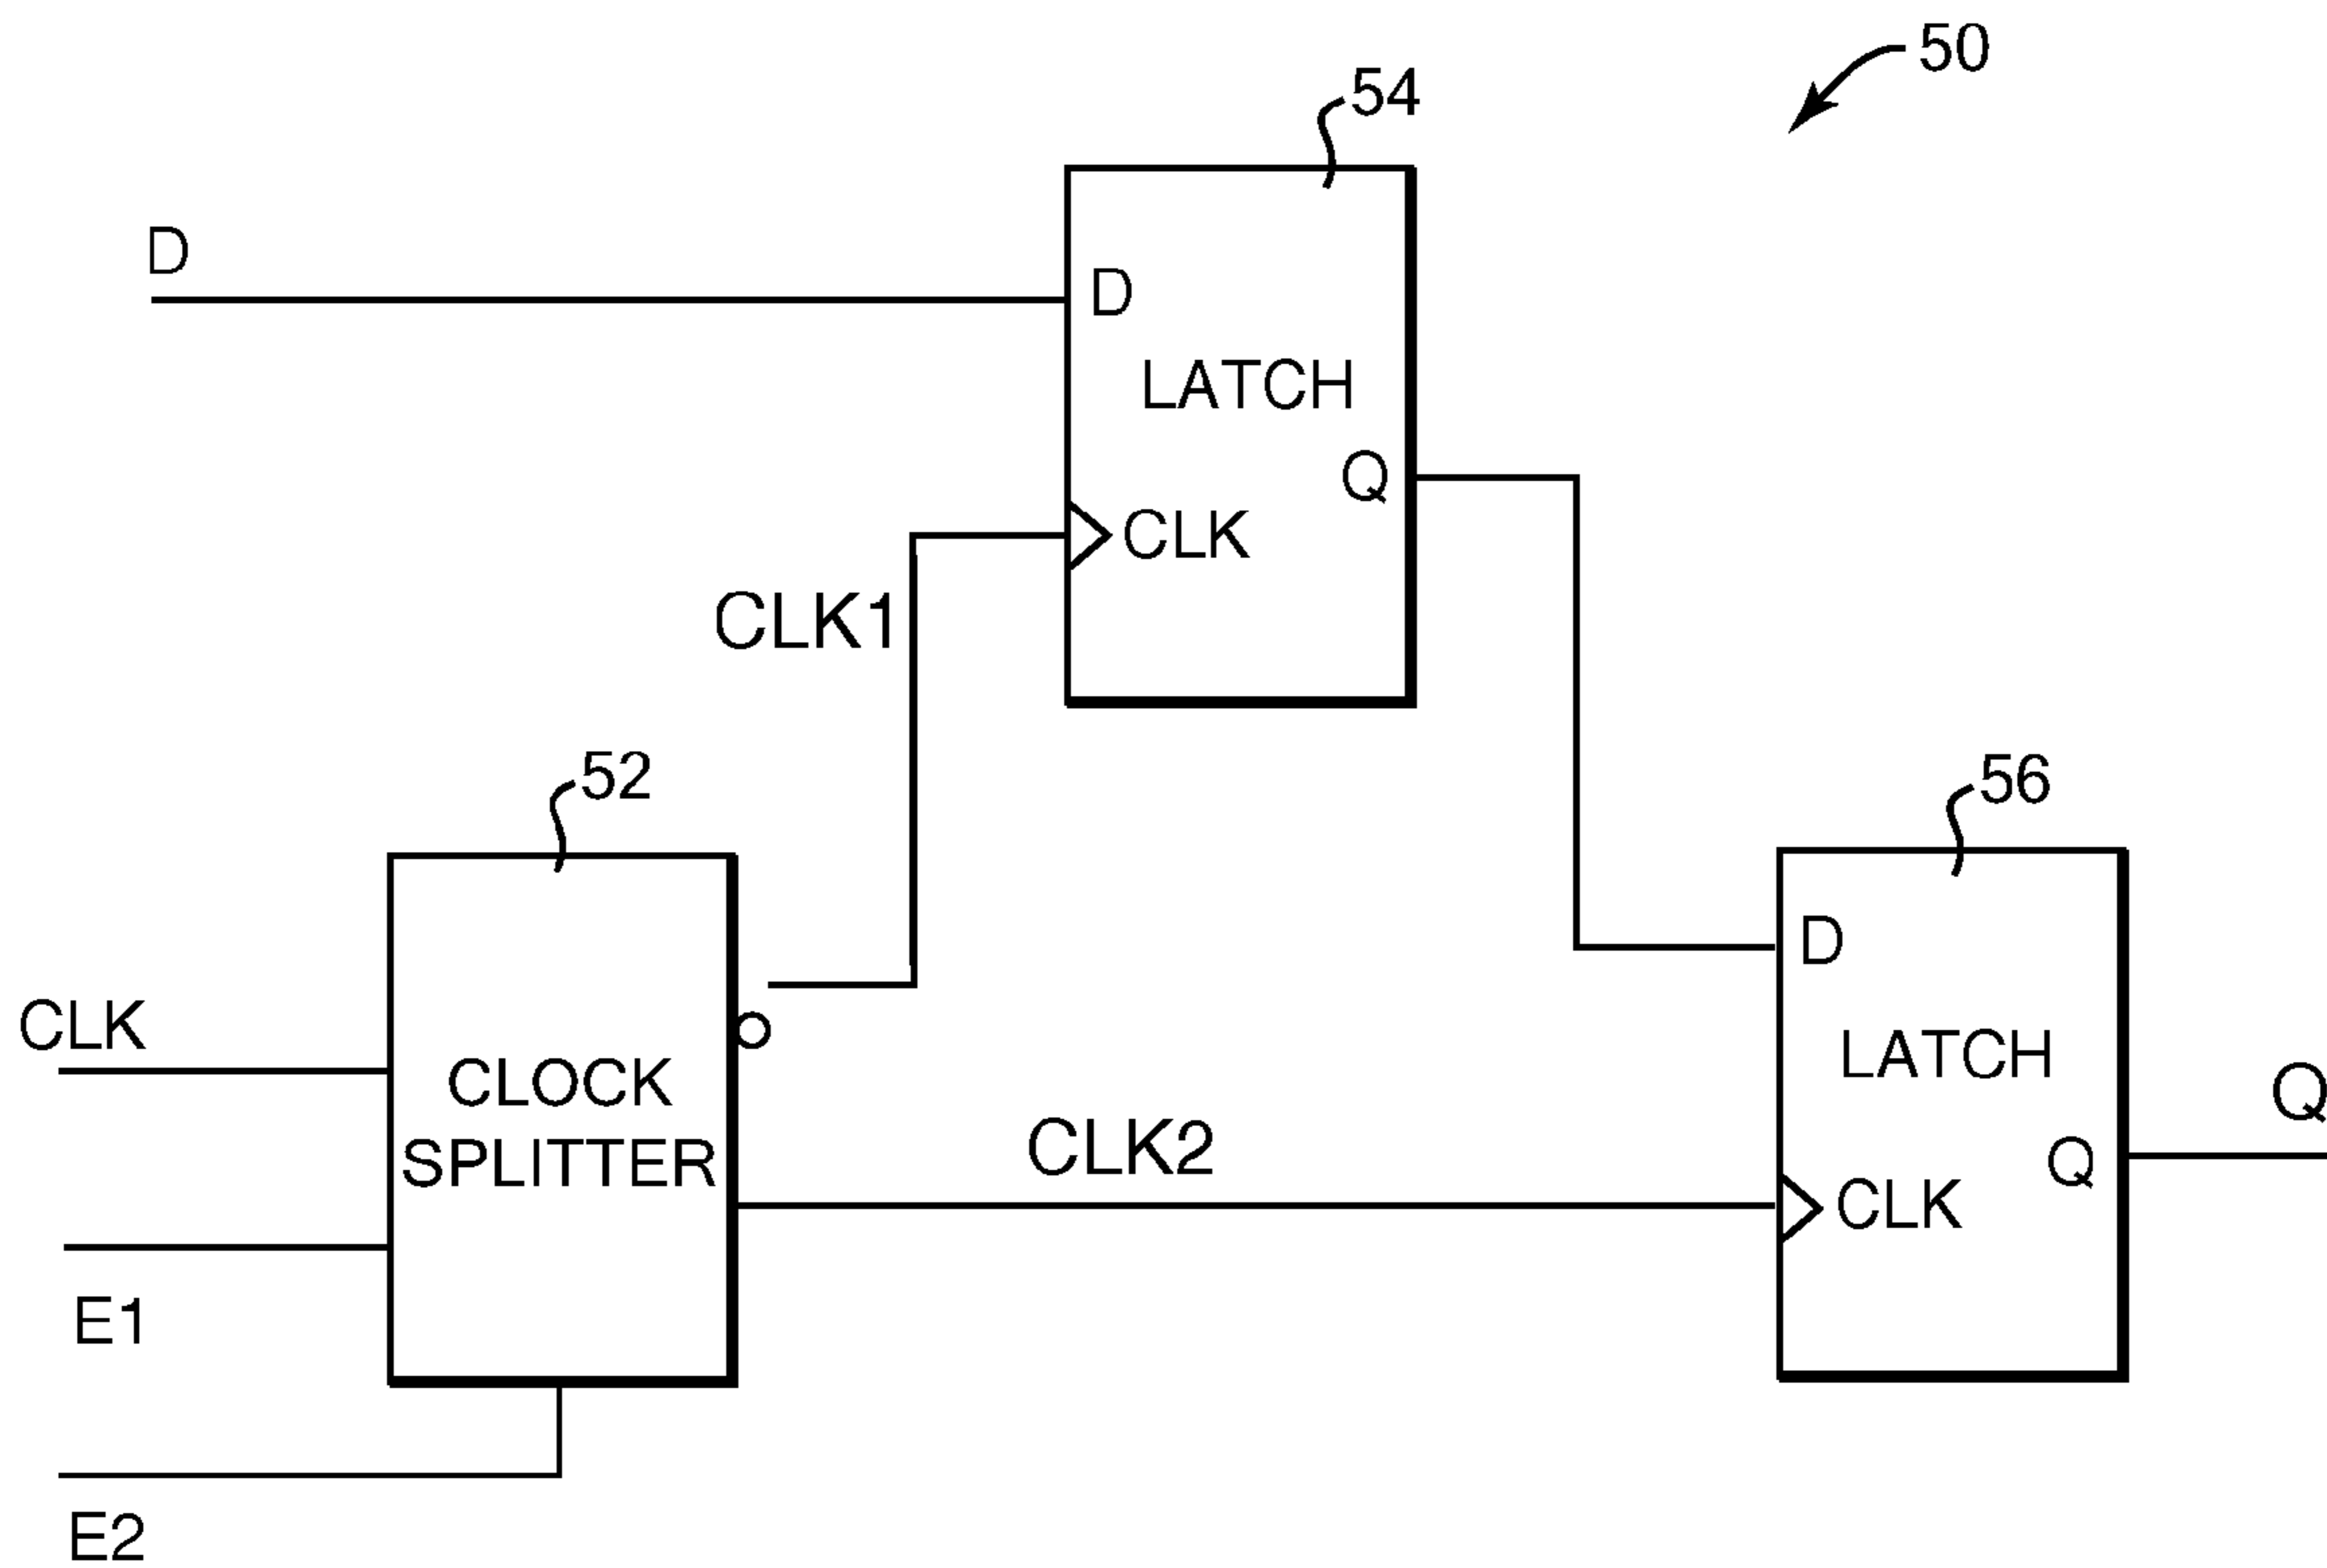 50
54
D
D
LATCH
Q
CLK
CLK1
52
56
D
CLK
CLOCK
SPLITTER
LATCH
Q
CLK2
Q
CLK
E1
E2